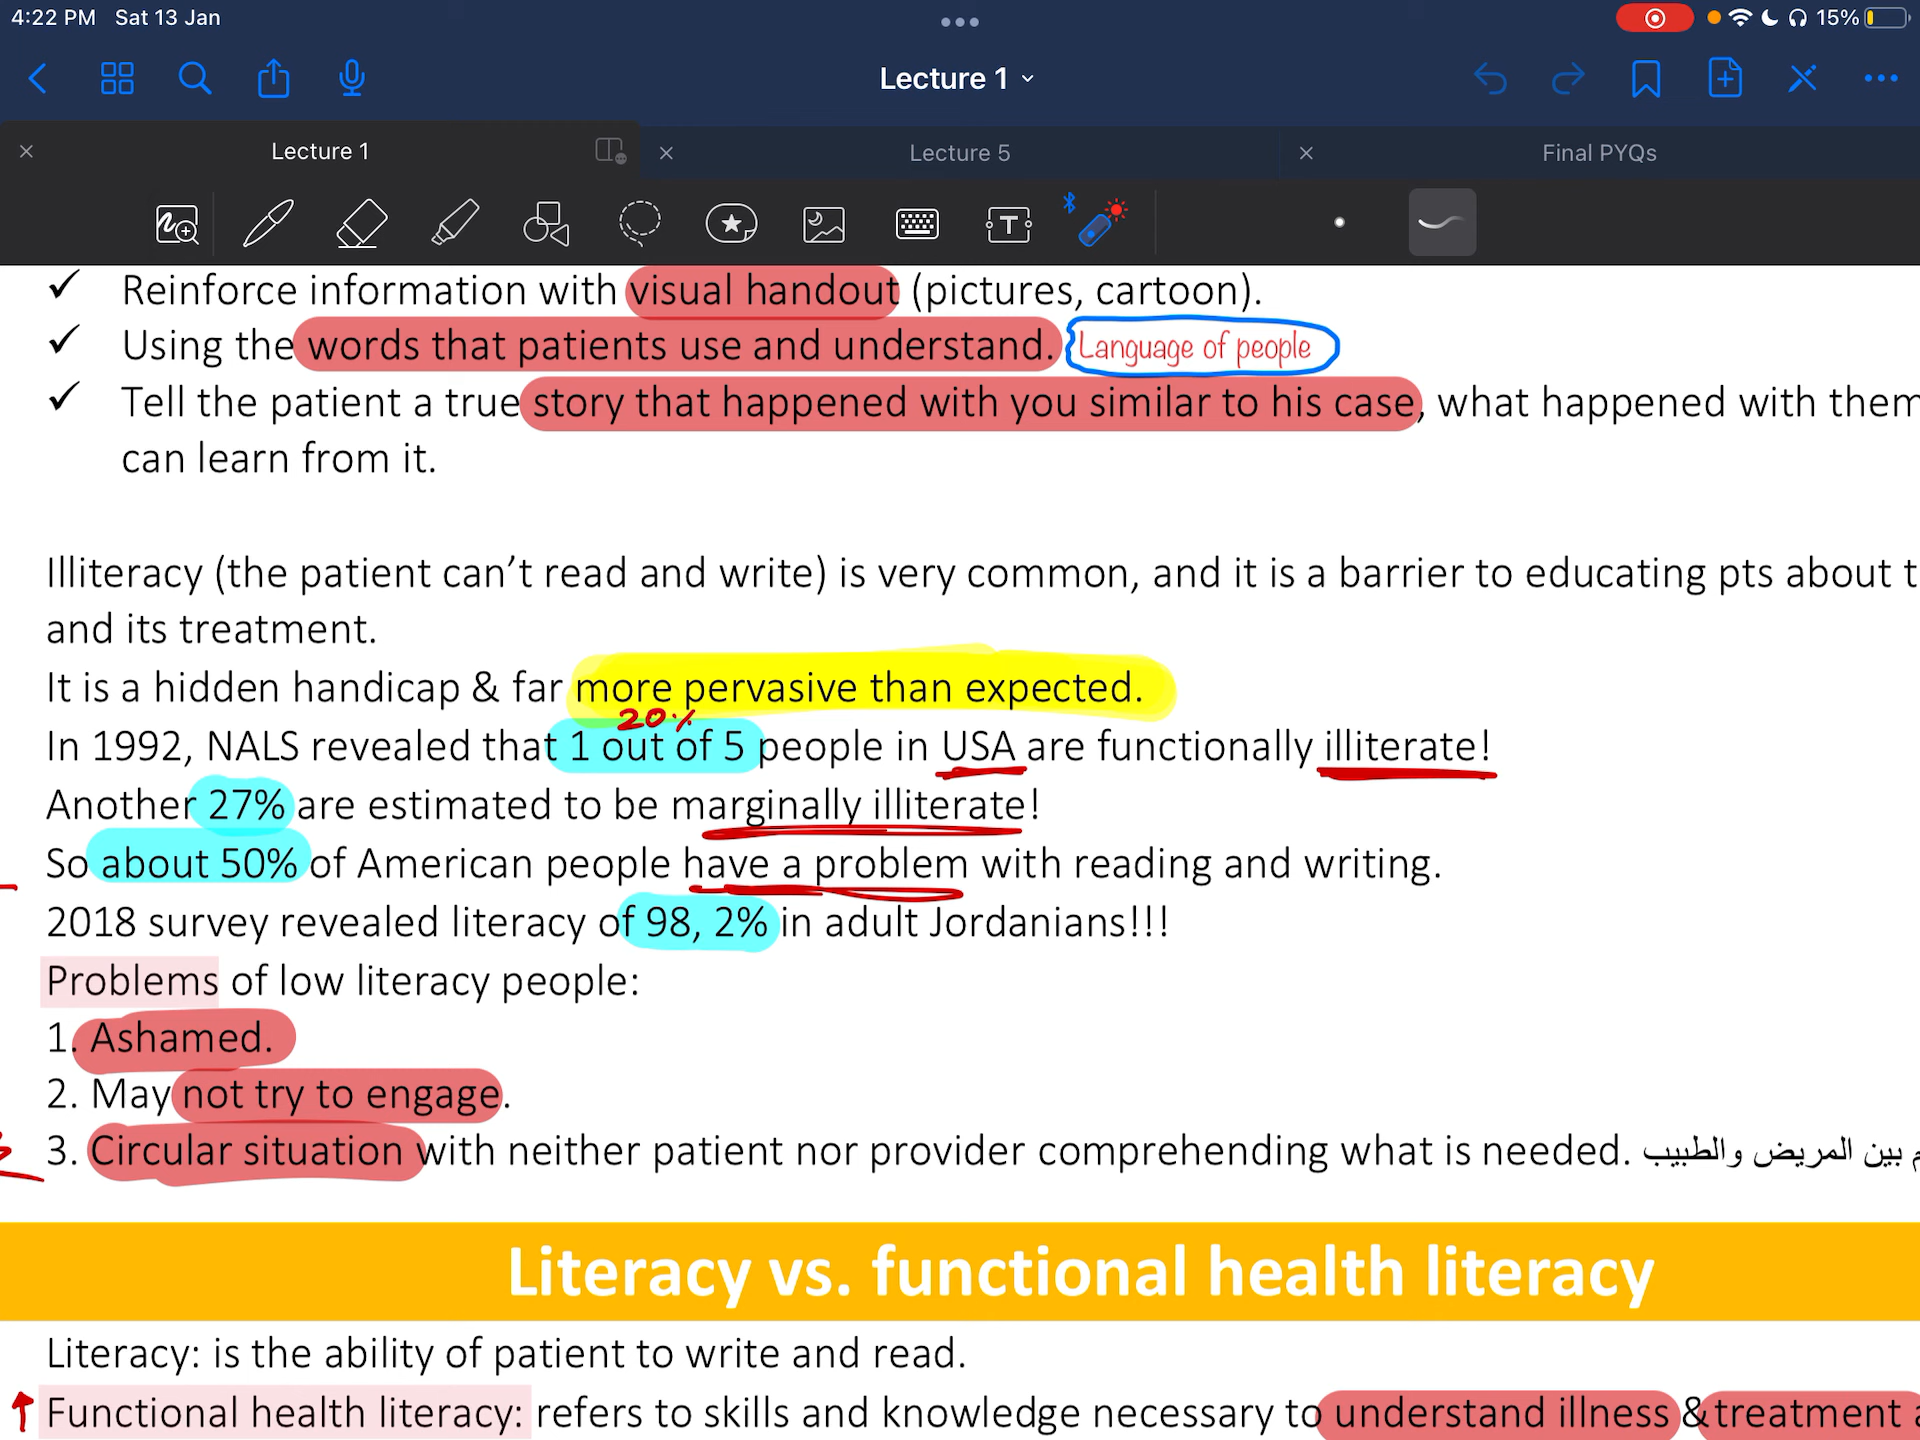 4:22 PM Sat 13 Jan
15%
Lecture 1
Lecture 1
Lecture 5
Final PYQs
✓ Reinforce information with visual handout (pictures, cartoon).
✓ Using the words that patients use and understand. Language of people
✓ Tell the patient a true story that happened with you similar to his case, what happened with them
can learn from it.
Illiteracy (the patient can’t read and write) is very common, and it is a barrier to educating pts about t
and its treatment.
It is a hidden handicap & far more pervasive than expected.
20%
In 1992, NALS revealed that 1 out of 5 people in USA are functionally illiterate!
Another 27% are estimated to be marginally illiterate!
So about 50% of American people have a problem with reading and writing.
2018 survey revealed literacy of 98, 2% in adult Jordanians!!!
Problems of low literacy people:
1. Ashamed.
2. May not try to engage.
3. Circular situation with neither patient nor provider comprehending what is needed. بين المريض والطبيب
Literacy vs. functional health literacy
Literacy: is the ability of patient to write and read.
Functional health literacy: refers to skills and knowledge necessary to understand illness & treatment